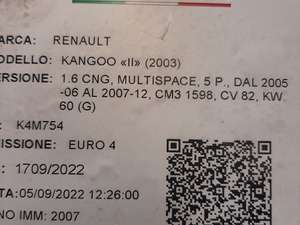 ARCA: RENAULT
ODELLO: KANGOO «II» (2003)
ERSIONE: 1.6 CNG, MULTISPACE, 5 P., DAL 2005
-06 AL 2007-12, CM3 1598, CV 82, KW.
60 (G)
: K4M754
MISSIONE: EURO 4
: 1709/2022
TA:05/09/2022 12:26:00
NO IMM: 2007